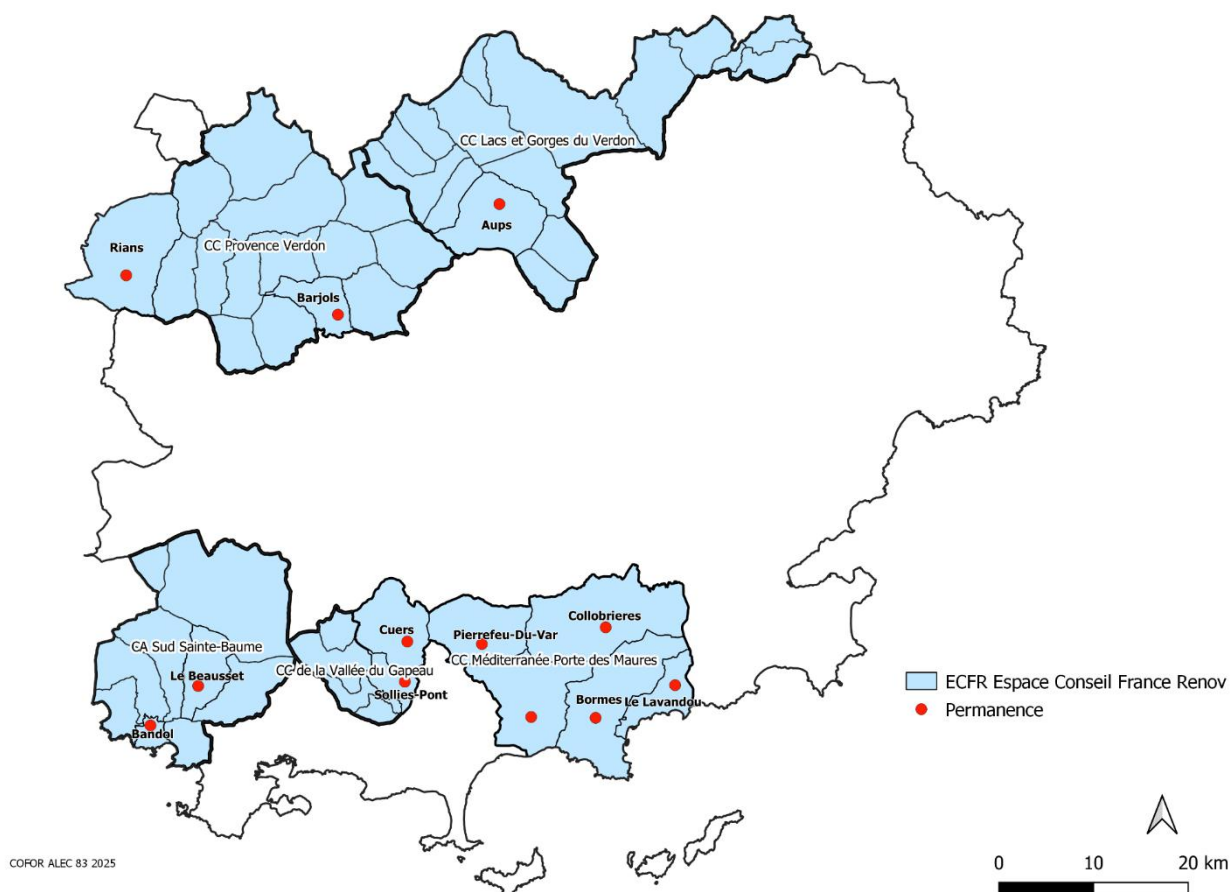 CC Lacs et Gorges du Verdon
Aups
Rians
CC Provence Verdon
Barjols
Collobrieres
Cuers
Pierrefeu-Du-Var
CA Sud Sainte-Baume
CC Méditerranée Porte des Maures
CC de la Vallée du Gapeau
Le Beausset
Sollies-Pont
Bormes
Le Lavandou
Bandol
ECFR Espace Conseil France Renov
Permanence
COFOR ALEC 83 2025
0 10 20 km